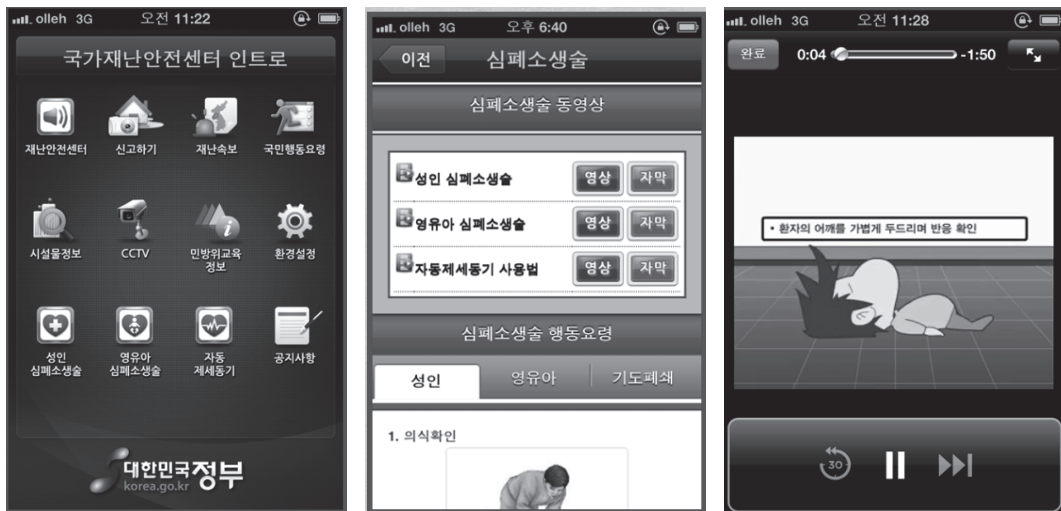 olleh 3G 오전 11:22
국가재난안전센터 인트로
재난안전센터 신고하기 재난속보 국민행동요령
시설물정보 CCTV 민방위교육 정보 환경설정
성인 심폐소생술 영유아 심폐소생술 자동 제세동기 공지사항
대한민국정부
korea.go.kr
olleh 3G 오후 6:40
이전 심폐소생술
심폐소생술 동영상
성인 심폐소생술 영상 자막
영유아 심폐소생술 영상 자막
자동제세동기 사용법 영상 자막
심폐소생술 행동요령
성인 영유아 기도폐쇄
1. 의식확인
olleh 3G 오전 11:28
완료 0:04 -1:50
• 환자의 어깨를 가볍게 두드리며 반응 확인
30